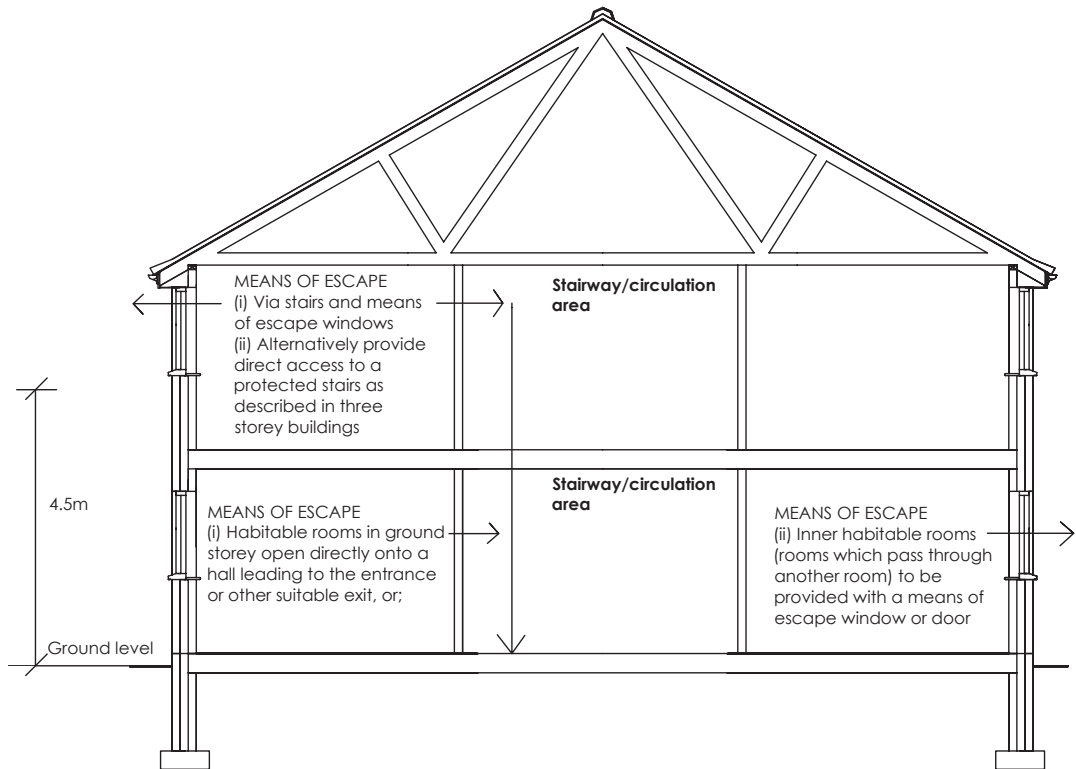 MEANS OF ESCAPE
(i) Via stairs and means
of escape windows
(ii) Alternatively provide
direct access to a
protected stairs as
described in three
storey buildings
Stairway/circulation
area
4.5m
MEANS OF ESCAPE
(i) Habitable rooms in ground
storey open directly onto a
hall leading to the entrance
or other suitable exit, or;
Stairway/circulation
area
MEANS OF ESCAPE
(ii) Inner habitable rooms
(rooms which pass through
another room) to be
provided with a means of
escape window or door
Ground level